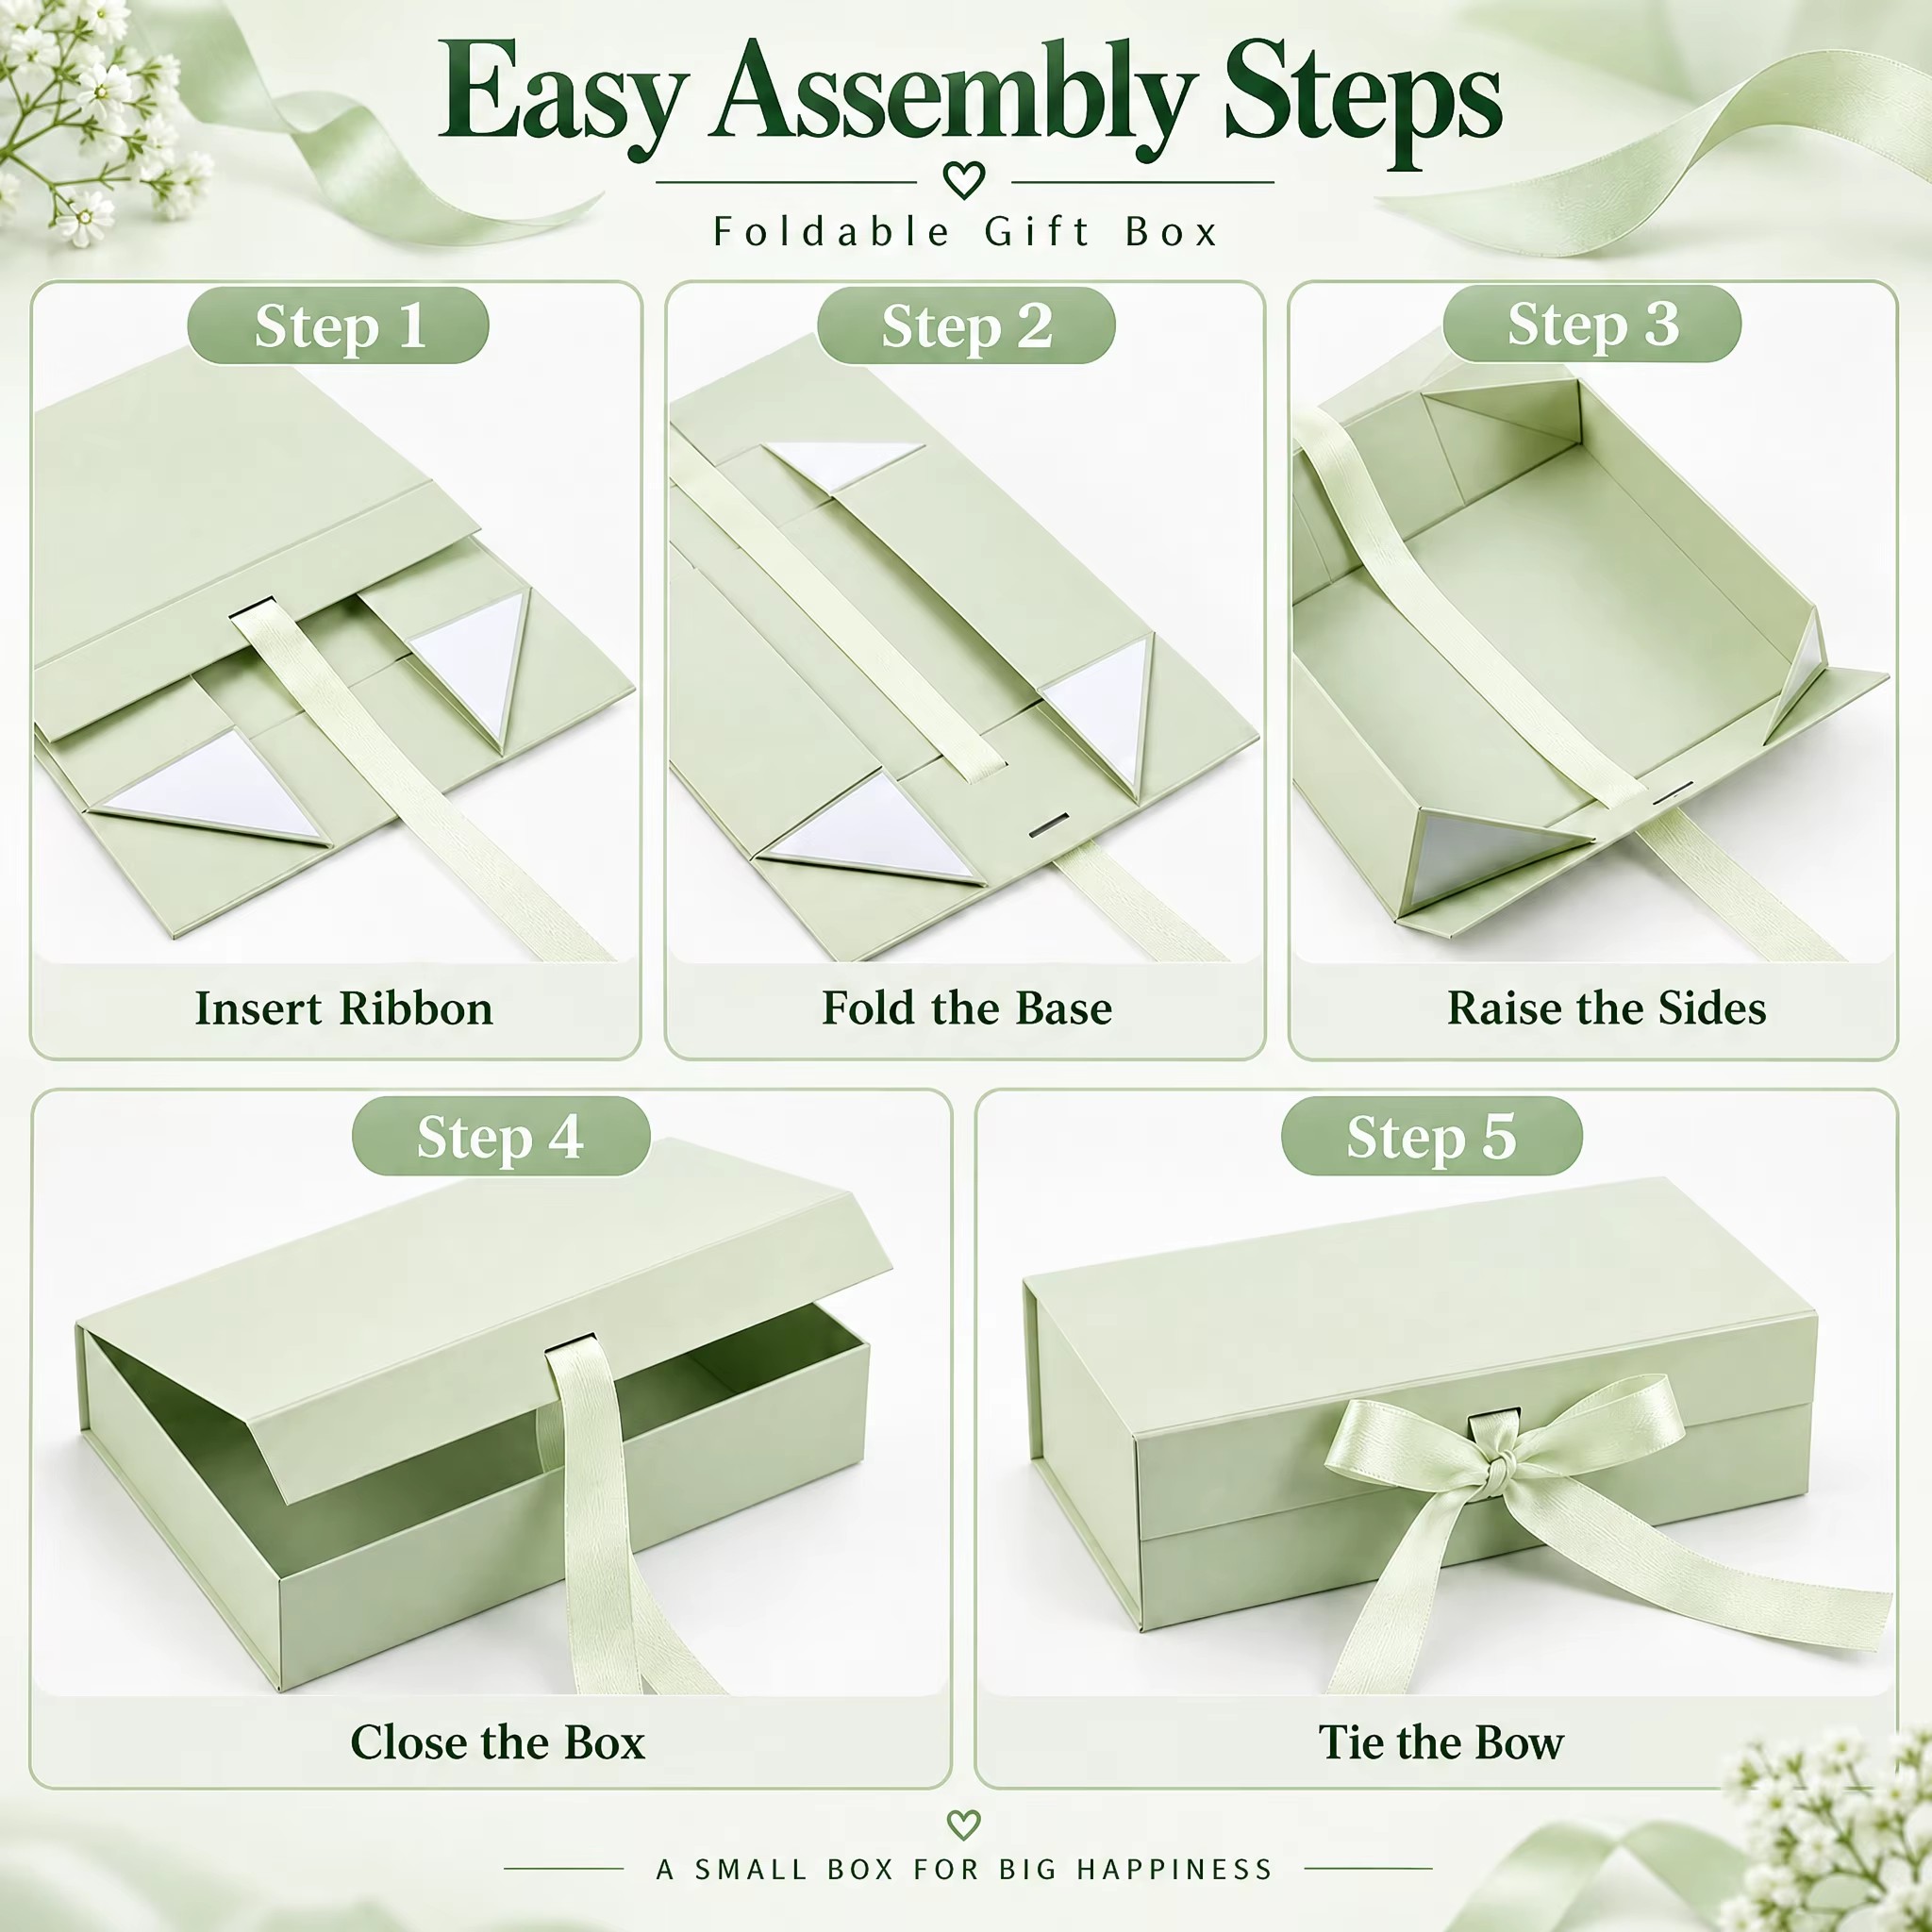 Easy Assembly Steps
Foldable Gift Box
Step 1
Insert Ribbon
Step 2
Fold the Base
Step 3
Raise the Sides
Step 4
Close the Box
Step 5
Tie the Bow
A SMALL BOX FOR BIG HAPPINESS